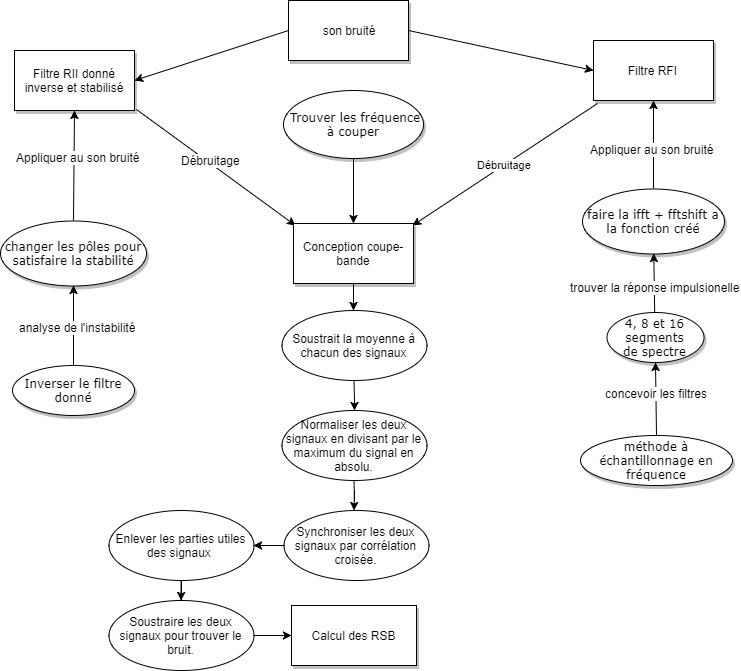 son bruité
Filtre RII donné
inverse et stabilisé
Filtre RFI
Trouver les fréquence
à couper
Appliquer au son bruité
Débruitage
Débruitage
Appliquer au son bruité
changer les pôles pour
satisfaire la stabilité
faire la ifft + fftshift a
la fonction créé
Conception coupe-
bande
analyse de l'instabilité
trouver la réponse impulsionelle
Soustrait la moyenne à
chacun des signaux
4, 8 et 16
segments
de spectre
Inverser le filtre
donné
concevoir les filtres
Normaliser les deux
signaux en divisant par le
maximum du signal en
absolu.
méthode à
échantillonnage en
fréquence
Enlever les parties utiles
des signaux
Synchroniser les deux
signaux par corrélation
croisée.
Soustraire les deux
signaux pour trouver le
bruit.
Calcul des RSB